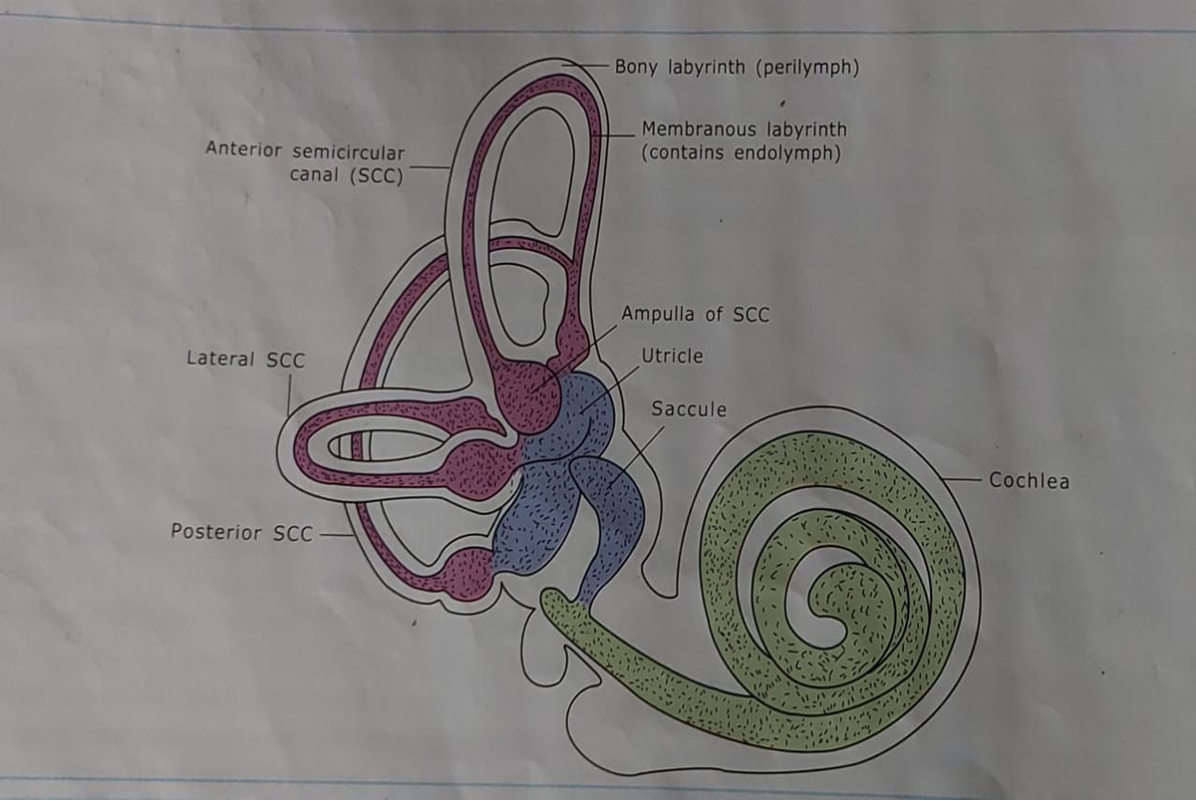 Bony labyrinth (perilymph)
Membranous labyrinth
(contains endolymph)
Anterior semicircular
canal (SCC)
Ampulla of SCC
Utricle
Lateral SCC
Saccule
Cochlea
Posterior SCC